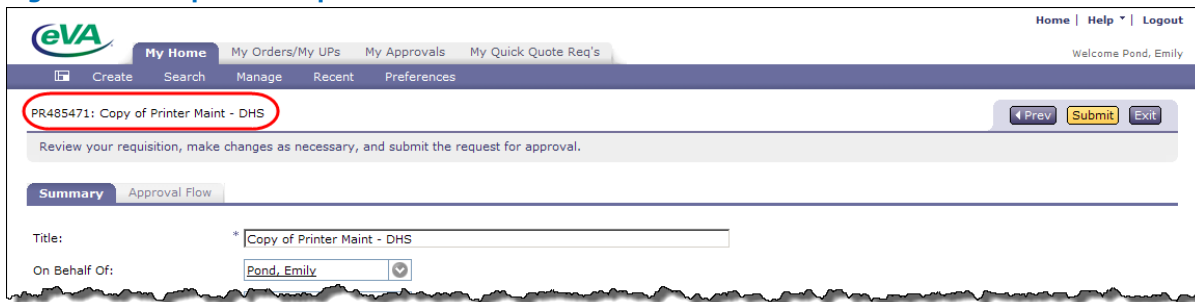 Home | Help | Logout
eVA
My Home My Orders/My UPs My Approvals My Quick Quote Req's
Welcome Pond, Emily
Create Search Manage Recent Preferences
PR485471: Copy of Printer Maint - DHS
Prev Submit Exit
Review your requisition, make changes as necessary, and submit the request for approval.
Summary Approval Flow
Title: * Copy of Printer Maint - DHS
On Behalf Of: Pond, Emily